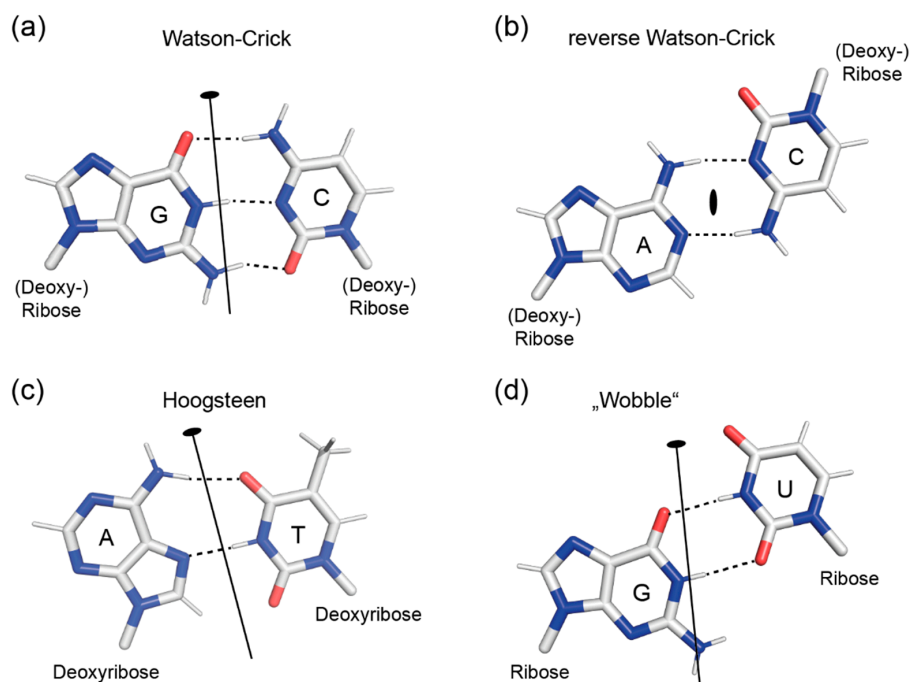 (a)
Watson-Crick
G
C
(Deoxy-)
Ribose
(Deoxy-)
Ribose
(b)
reverse Watson-Crick
(Deoxy-)
Ribose
C
A
(Deoxy-)
Ribose
(c)
Hoogsteen
A
T
Deoxyribose
Deoxyribose
(d)
„Wobble“
U
G
Ribose
Ribose